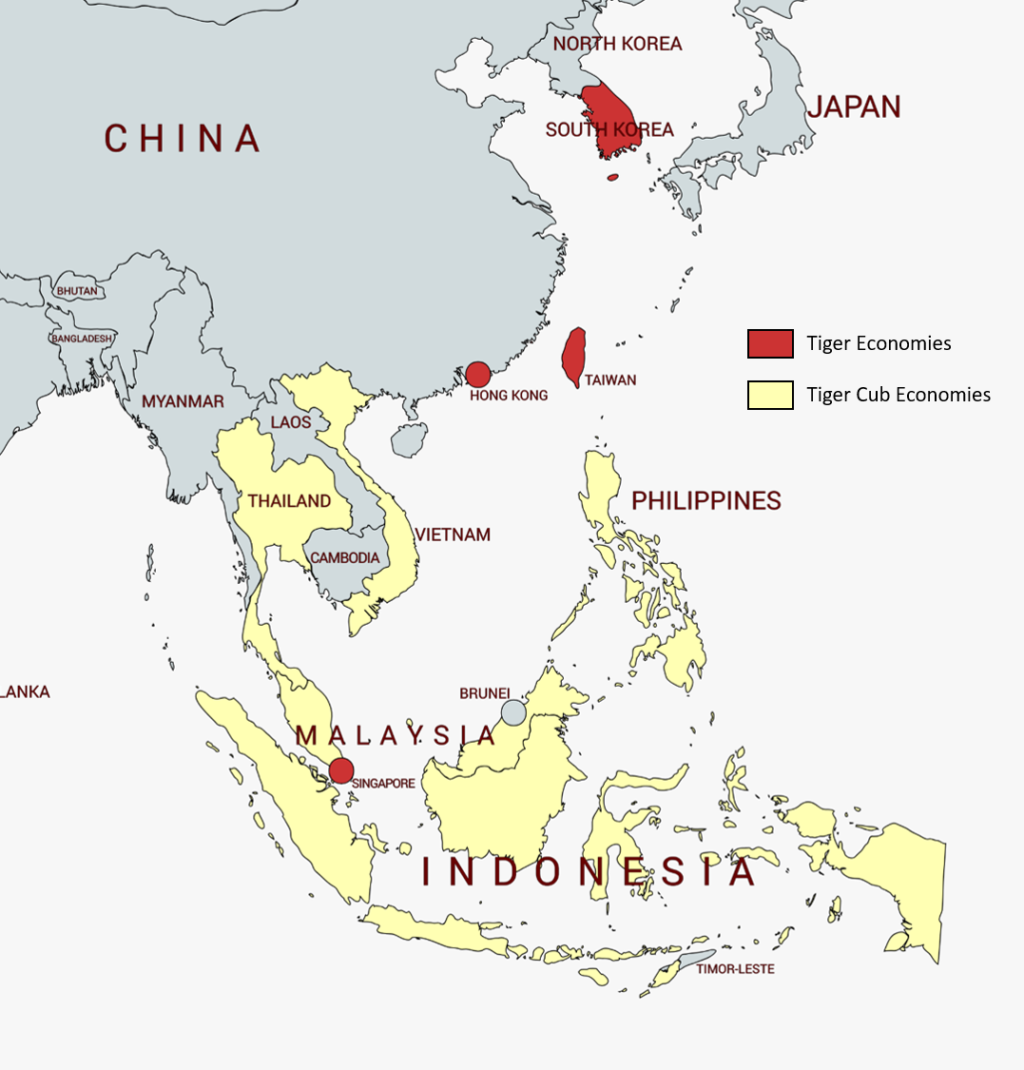 NORTH KOREA
JAPAN
CHINA
SOUTH KOREA
BHUTAN
BANGLADESH
Tiger Economies
TAIWAN
HONG KONG
Tiger Cub Economies
MYANMAR
LAOS
THAILAND
PHILIPPINES
VIETNAM
CAMBODIA
LANKA
BRUNEI
MALAYSIA
SINGAPORE
INDONESIA
TIMOR-LESTE